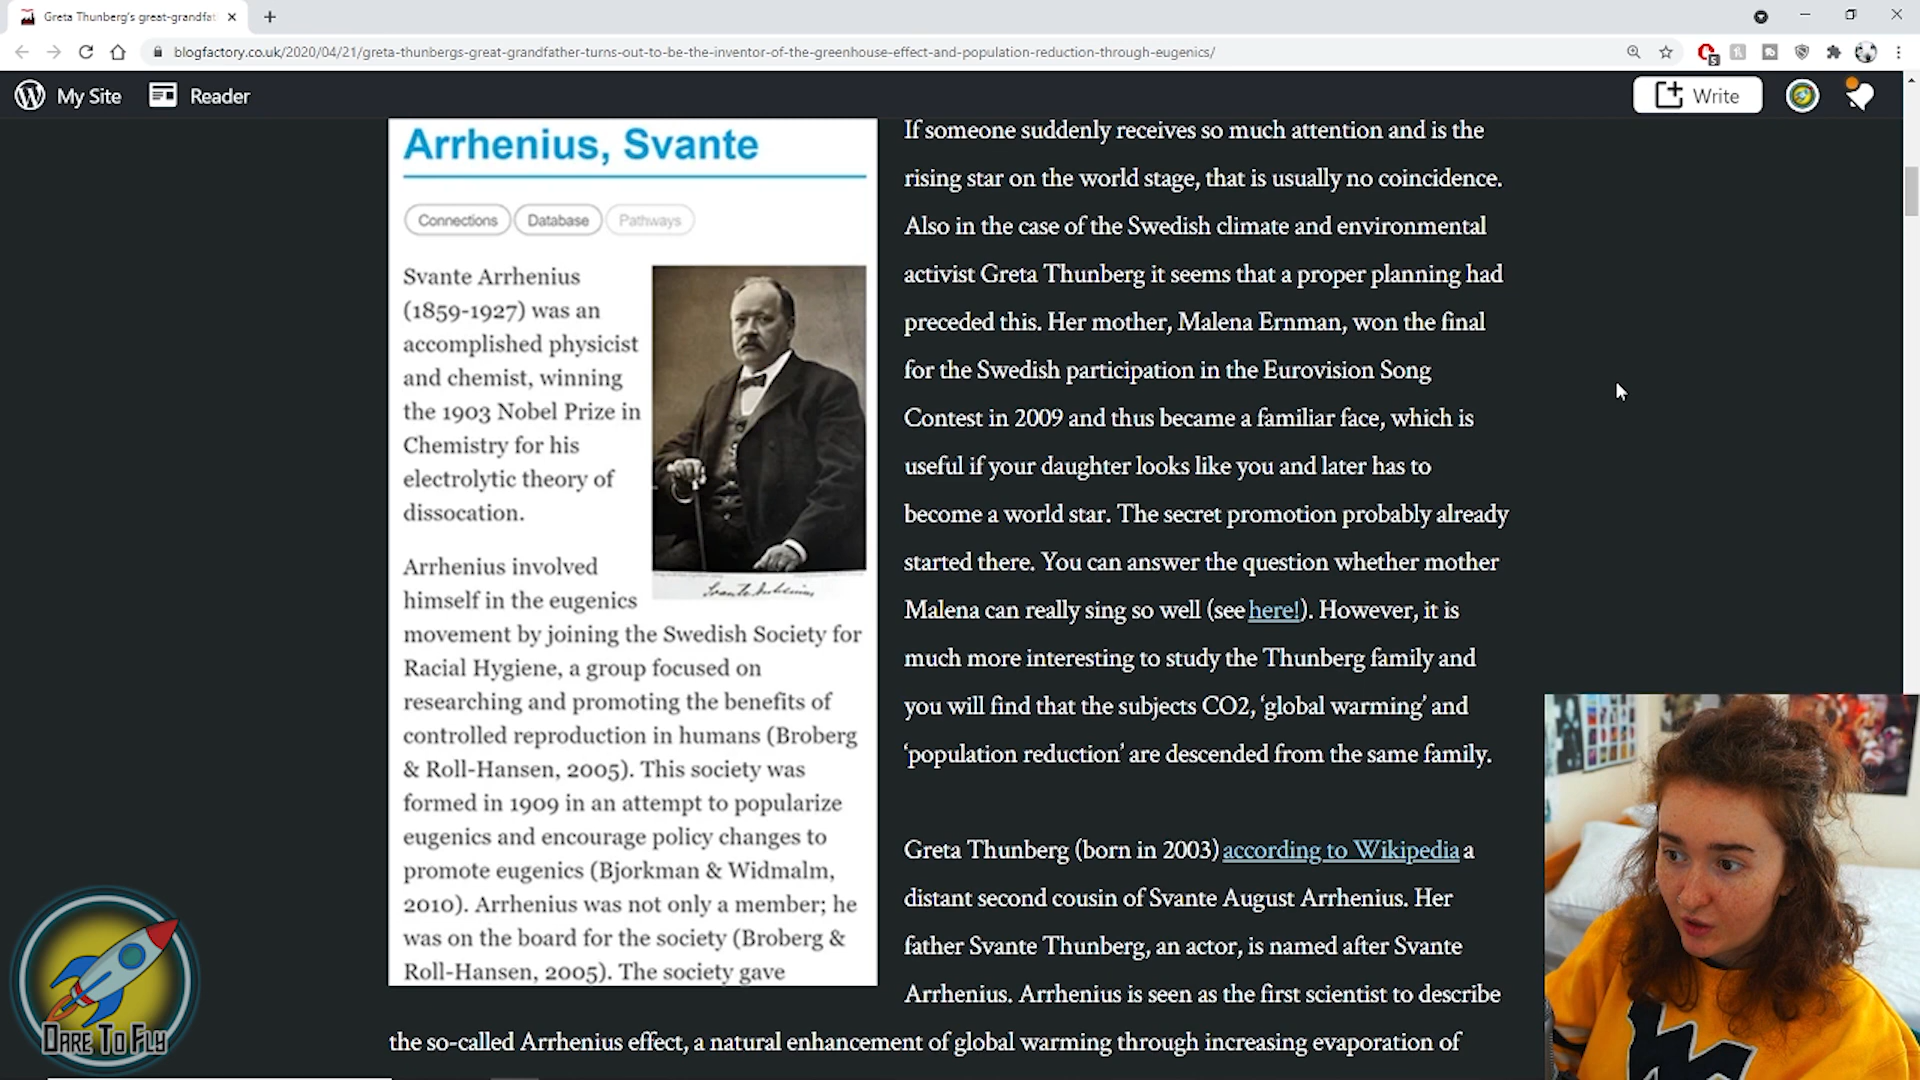 Greta Thunberg's great-grandfat
blogfactory.co.uk/2020/04/21/greta-thunbergs-great-grandfather-turns-out-to-be-the-inventor-of-the-greenhouse-effect-and-population-reduction-through-eugenics/
My Site
Reader
Write
Arrhenius, Svante
Connections
Database
Pathways
Svante Arrhenius
(1859-1927) was an
accomplished physicist
and chemist, winning
the 1903 Nobel Prize in
Chemistry for his
electrolytic theory of
dissocation.
Arrhenius involved
himself in the eugenics
movement by joining the Swedish Society for
Racial Hygiene, a group focused on
researching and promoting the benefits of
controlled reproduction in humans (Broberg
& Roll-Hansen, 2005). This society was
formed in 1909 in an attempt to popularize
eugenics and encourage policy changes to
promote eugenics (Bjorkman & Widmalm,
2010). Arrhenius was not only a member; he
was on the board for the society (Broberg &
Roll-Hansen, 2005). The society gave
If someone suddenly receives so much attention and is the
rising star on the world stage, that is usually no coincidence.
Also in the case of the Swedish climate and environmental
activist Greta Thunberg it seems that a proper planning had
preceded this. Her mother, Malena Ernman, won the final
for the Swedish participation in the Eurovision Song
Contest in 2009 and thus became a familiar face, which is
useful if your daughter looks like you and later has to
become a world star. The secret promotion probably already
started there. You can answer the question whether mother
Malena can really sing so well (see here!). However, it is
much more interesting to study the Thunberg family and
you will find that the subjects CO2, ‘global warming’ and
‘population reduction’ are descended from the same family.
Greta Thunberg (born in 2003) according to Wikipedia a
distant second cousin of Svante August Arrhenius. Her
father Svante Thunberg, an actor, is named after Svante
Arrhenius. Arrhenius is seen as the first scientist to describe
the so-called Arrhenius effect, a natural enhancement of global warming through increasing evaporation of
DARE TO FLY